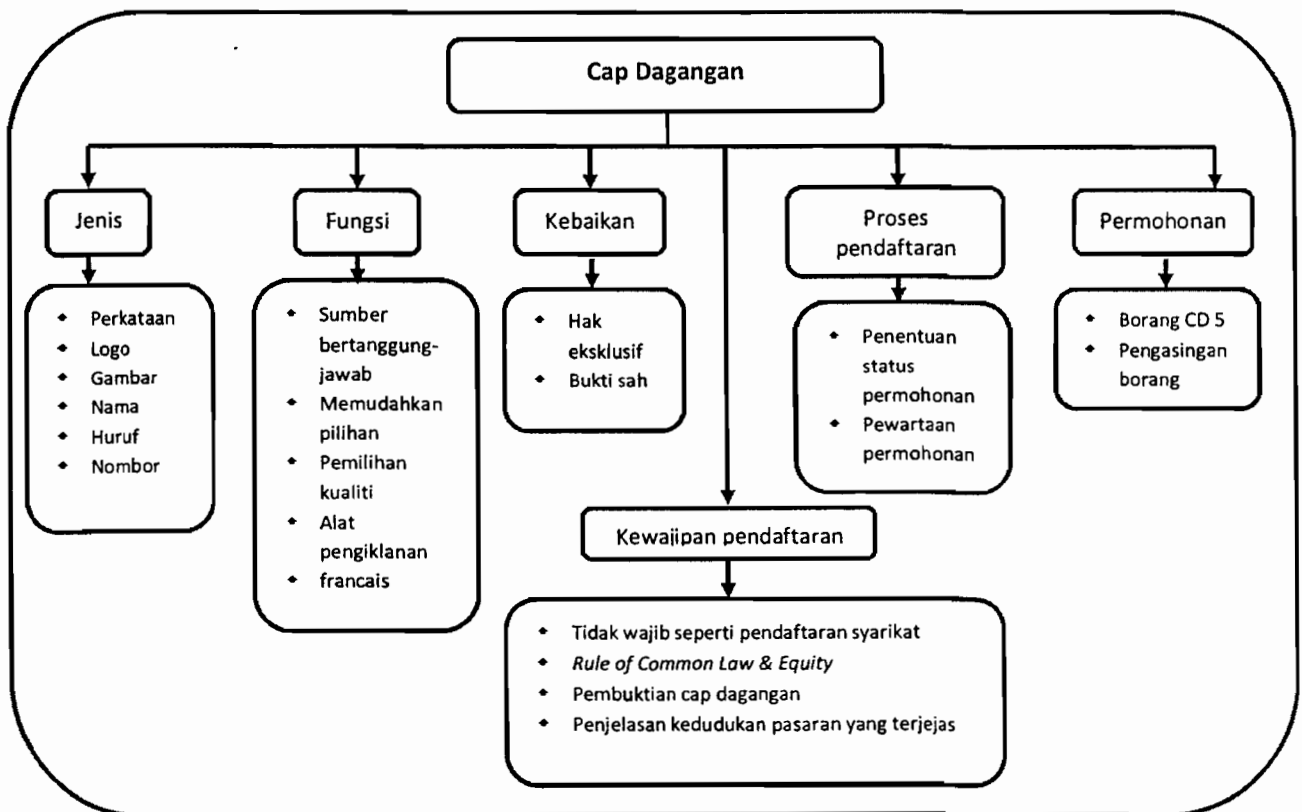 Cap Dagangan
Jenis
Perkataan
Logo
Gambar
Nama
Huruf
Nombor
Fungsi
Sumber
bertanggung-
jawab
Memudahkan
pilihan
Pemilihan
kualiti
Alat
pengiklanan
francais
Kebaikan
Hak
eksklusif
Bukti sah
Kewajipan pendaftaran
Tidak wajib seperti pendaftaran syarikat
Rule of Common Law & Equity
Pembuktian cap dagangan
Penjelasan kedudukan pasaran yang terjejas
Proses
pendaftaran
Penentuan
status
permohonan
Pewartaan
permohonan
Permohonan
Borang CD 5
Pengasingan
borang